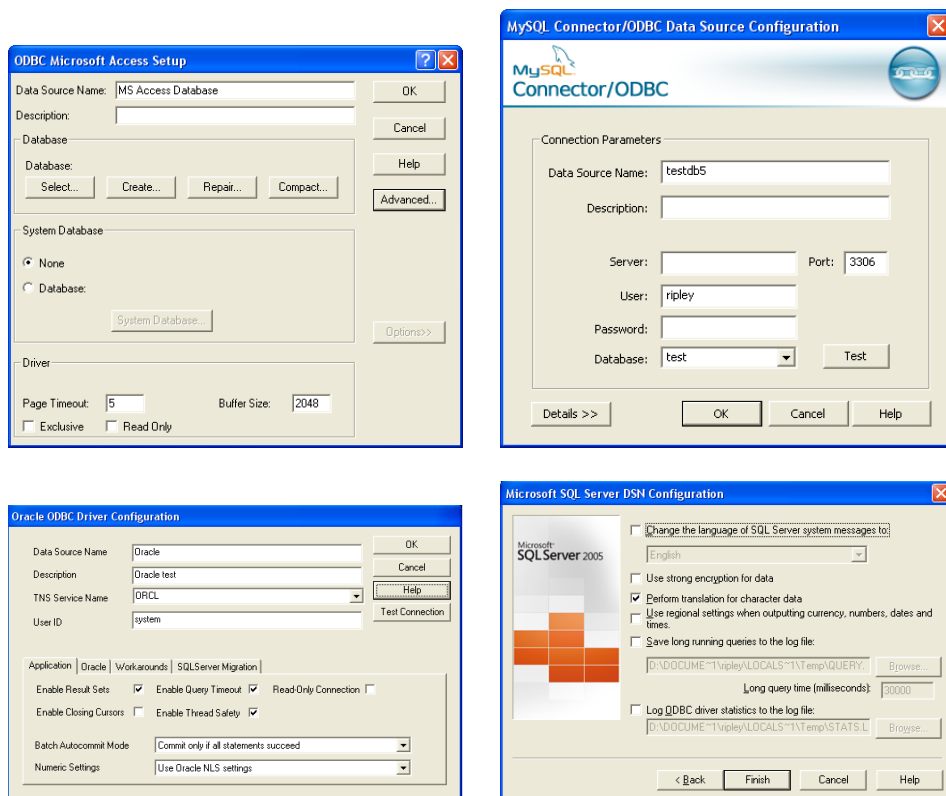 ODBC Microsoft Access Setup
Data Source Name: MS Access Database
OK
Description:
Cancel
Database
Database:
Help
Select... Create... Repair... Compact...
Advanced...
System Database
None
Database:
System Database...
Options>>
Driver
Page Timeout: 5 Buffer Size: 2048
Exclusive Read Only
MySQL Connector/ODBC Data Source Configuration
MySQL
Connector/ODBC
Connection Parameters
Data Source Name: testdb5
Description:
Server: Port: 3306
User: ripley
Password:
Database: test Test
Details >> OK Cancel Help
Oracle ODBC Driver Configuration
Data Source Name Oracle
OK
Description Oracle test
Cancel
TNS Service Name ORCL
Help
User ID system
Test Connection
Application Oracle Workarounds SQLServer Migration
Enable Result Sets Enable Query Timeout Read-Only Connection
Enable Closing Cursors Enable Thread Safety
Batch Autocommit Mode Commit only if all statements succeed
Numeric Settings Use Oracle NLS settings
Microsoft SQL Server DSN Configuration
Microsoft
SQL Server 2005
Change the language of SQL Server system messages to:
English
Use strong encryption for data
Perform translation for character data
Use regional settings when outputting currency, numbers, dates and
times.
Save long running queries to the log file:
D:\DOCUME~1\ripley\LOCALS~1\Temp\QUERY. Browse...
Long query time (milliseconds): 30000
Log ODBC driver statistics to the log file:
D:\DOCUME~1\ripley\LOCALS~1\Temp\STATS.L Browse...
< Back Finish Cancel Help